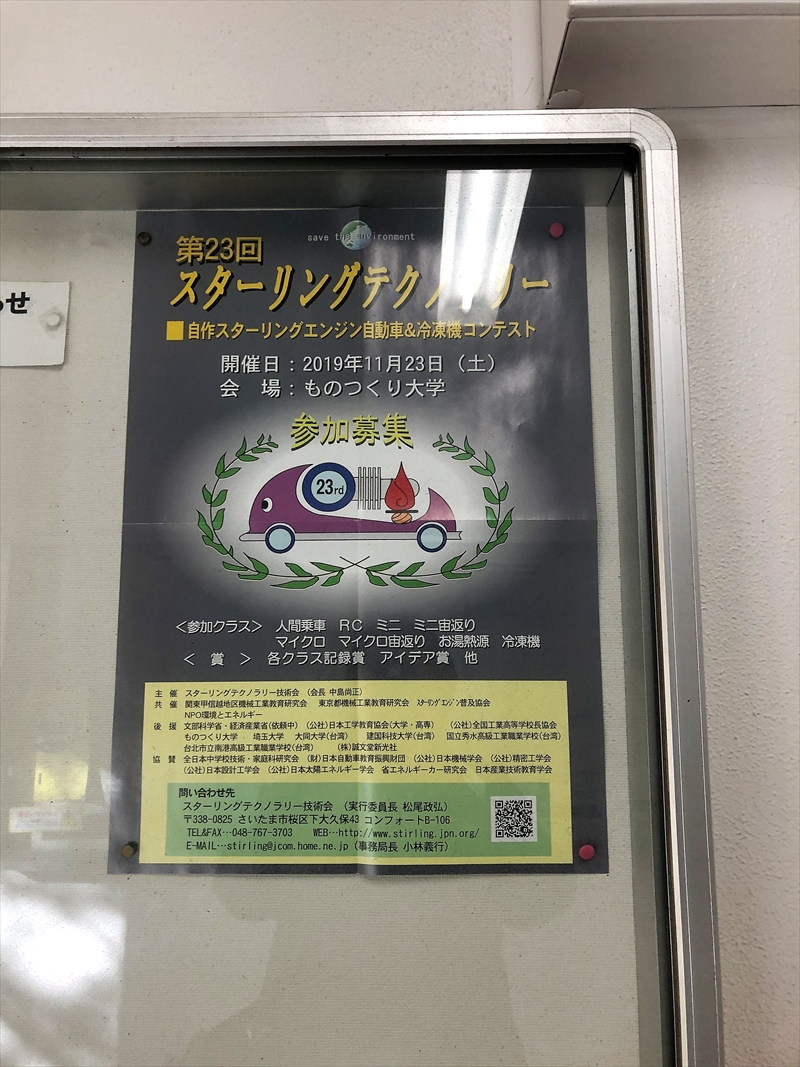 save the environment
第23回
スターリングテクノラリー
■自作スターリングエンジン自動車&冷凍機コンテスト
開催日：2019年11月23日（土）
会　場：ものつくり大学
参加募集
23rd
＜参加クラス＞　人間乗車　RC　ミニ　ミニ宙返り
マイクロ　マイクロ宙返り　お湯熱源　冷凍機
＜　賞　＞　各クラス記録賞　アイデア賞　他
主　催　スターリングテクノラリー技術会　（会長 中島尚正）
共　催　関東甲信越地区機械工業教育研究会　東京都機械工業教育研究会　スターリングエンジン普及協会
NPO環境とエネルギー
後　援　文部科学省・経済産業省（依頼中）（公社）日本工学教育協会（大学・高専）　（公社）全国工業高等学校長協会
ものつくり大学　埼玉大学　大同大学（台湾）　建国科技大学（台湾）　国立秀水高級工業職業学校（台湾）
台北市立南港高級工業職業学校（台湾）　（株）誠文堂新光社
協　賛　全日本中学校技術・家庭科研究会　（財）日本自動車教育振興財団　（公社）日本機械学会　（公社）精密工学会
（公社）日本設計工学会　（公社）日本太陽エネルギー学会　省エネルギーカー研究会　日本産業技術教育学会
問い合わせ先
スターリングテクノラリー技術会　（実行委員長 松尾政弘）
〒338-0825 さいたま市桜区下大久保43 コンフォートB-106
TEL&FAX…048-767-3703　WEB…http://www.stirling.jpn.org/
E-MAIL…stirling@jcom.home.ne.jp（事務局長 小林義行）
わせ